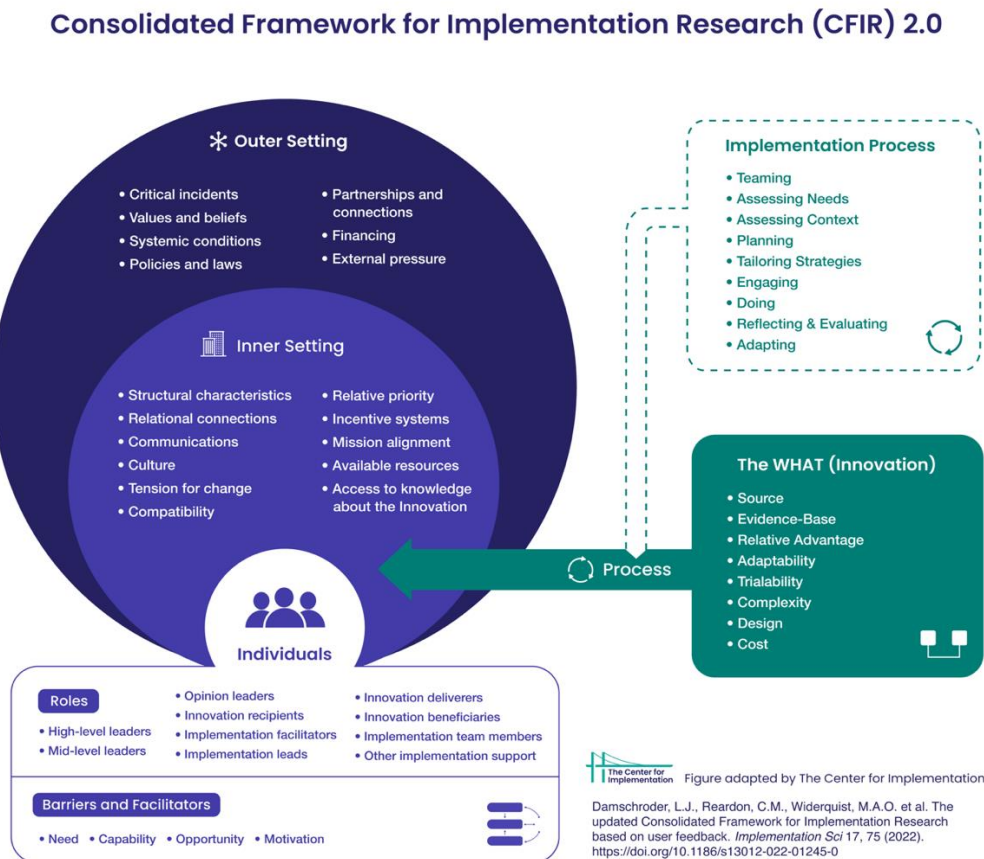 Consolidated Framework for Implementation Research (CFIR) 2.0
Outer Setting
• Critical incidents
• Values and beliefs
• Systemic conditions
• Policies and laws
• Partnerships and
connections
• Financing
• External pressure
Inner Setting
• Structural characteristics
• Relational connections
• Communications
• Culture
• Tension for change
• Compatibility
• Relative priority
• Incentive systems
• Mission alignment
• Available resources
• Access to knowledge
about the Innovation
Individuals
Roles
• High-level leaders
• Mid-level leaders
• Opinion leaders
• Innovation recipients
• Implementation facilitators
• Implementation leads
• Innovation deliverers
• Innovation beneficiaries
• Implementation team members
• Other implementation support
Barriers and Facilitators
• Need • Capability • Opportunity • Motivation
Implementation Process
• Teaming
• Assessing Needs
• Assessing Context
• Planning
• Tailoring Strategies
• Engaging
• Doing
• Reflecting & Evaluating
• Adapting
Process
The WHAT (Innovation)
• Source
• Evidence-Base
• Relative Advantage
• Adaptability
• Trialability
• Complexity
• Design
• Cost
The Center for
Implementation
Figure adapted by The Center for Implementation
Damschroder, L.J., Reardon, C.M., Widerquist, M.A.O. et al. The
updated Consolidated Framework for Implementation Research
based on user feedback. Implementation Sci 17, 75 (2022).
https://doi.org/10.1186/s13012-022-01245-0